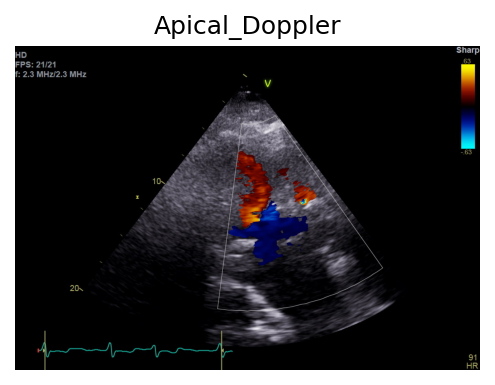 Apical_Doppler
HD
FPS: 21/21
f: 2.3 MHz/2.3 MHz
Sharp
63
V
-63
10
20
91
HR